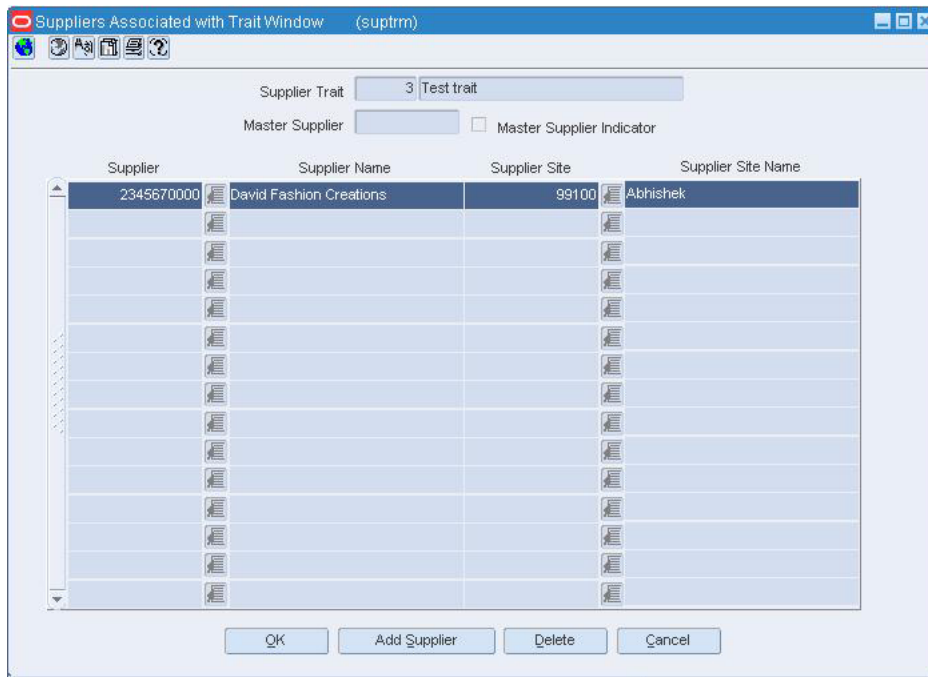 Suppliers Associated with Trait Window (suptrm)
Supplier Trait 3 Test trait
Master Supplier Master Supplier Indicator
Supplier Supplier Name Supplier Site Supplier Site Name
2345670000 David Fashion Creations 99100 Abhishek
OK Add Supplier Delete Cancel